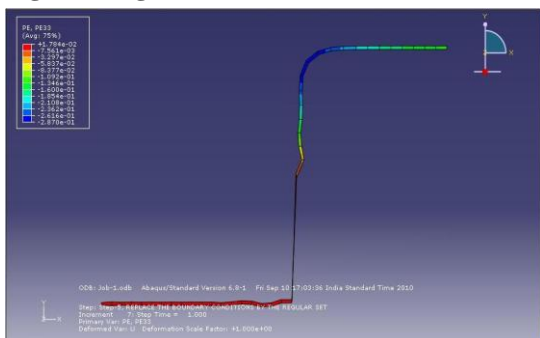 PE, PE33
(Avg: 75%)
+1.784e-02
-7.561e-03
-3.297e-02
-5.837e-02
-8.377e-02
-1.092e-01
-1.346e-01
-1.600e-01
-1.854e-01
-2.108e-01
-2.362e-01
-2.616e-01
-2.870e-01
Y
X
ODB: Job-1.odb Abaqus/Standard Version 6.8-1 Fri Sep 10 17:03:36 India Standard Time 2010
Y
X
Step: Step-5, REPLACE THE BOUNDARY CONDITIONS BY THE REGULAR SET
Increment 7: Step Time = 1.000
Primary Var: PE, PE33
Deformed Var: U Deformation Scale Factor: +1.000e+00